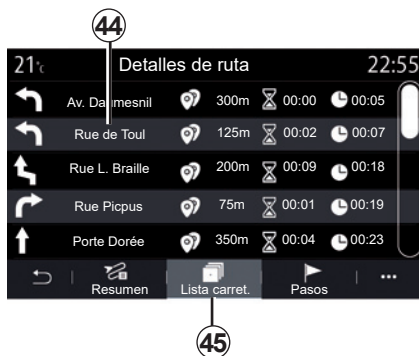 44
21°c Detalles de ruta 22:55
Av. Daumesnil 300m 00:00 00:05
Rue de Toul 125m 00:02 00:07
Rue L. Braille 200m 00:09 00:18
Rue Picpus 75m 00:01 00:19
Porte Dorée 350m 00:04 00:23
Resumen Lista carret. Pasos ...
45